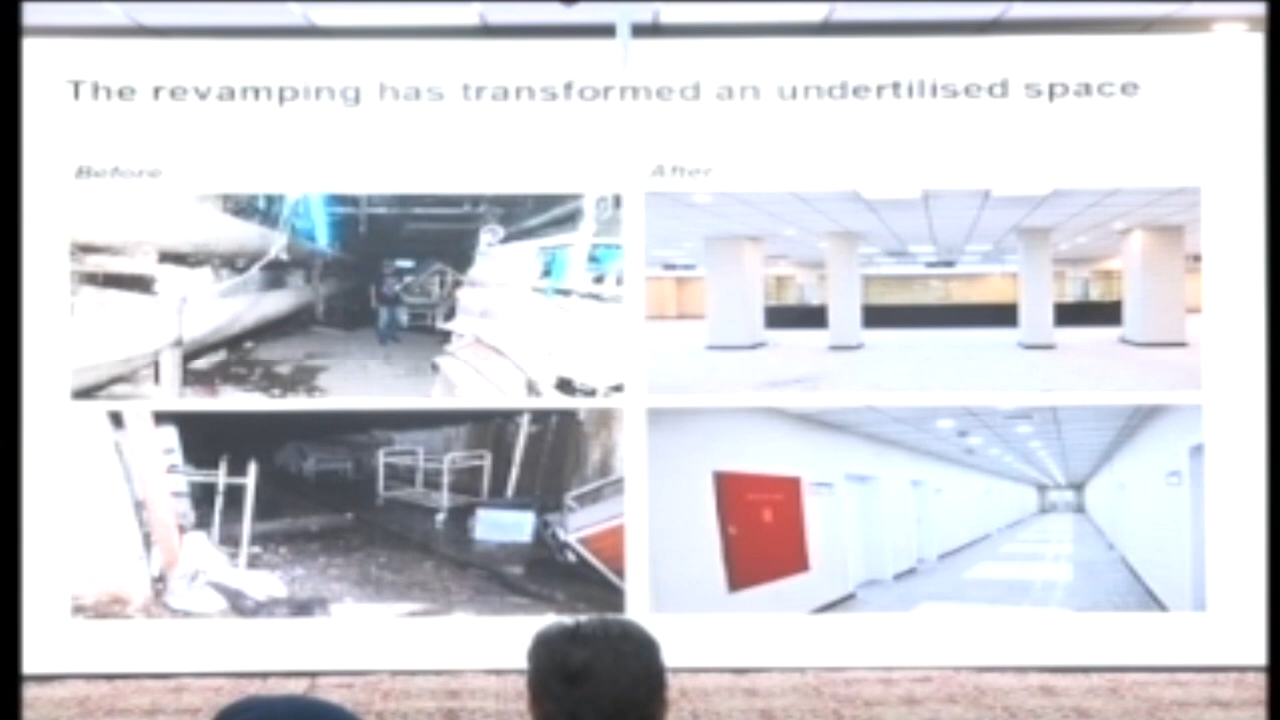 The revamping has transformed an undertilised space
Before
After